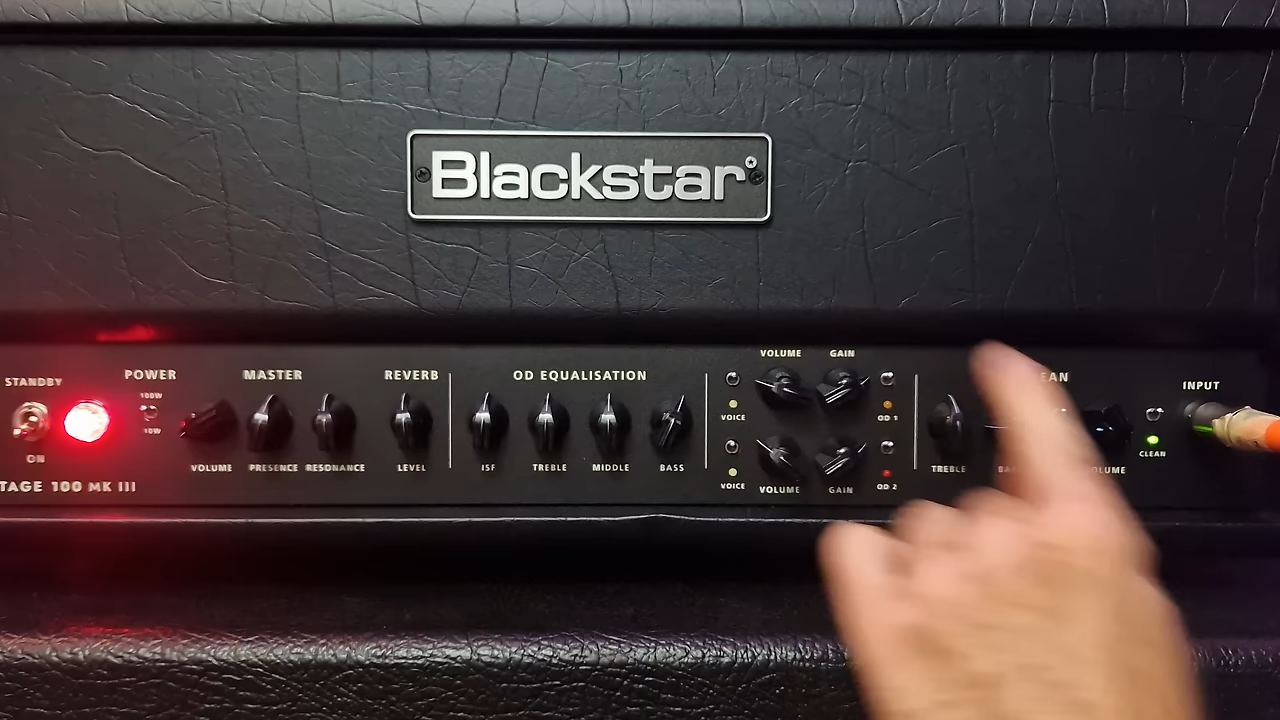 Blackstar
STANDBY
ON
POWER
100W
10W
MASTER
VOLUME PRESENCE RESONANCE
REVERB
LEVEL
OD EQUALISATION
ISF TREBLE MIDDLE BASS
VOLUME GAIN
VOICE
OD 1
VOICE
OD 2
VOLUME GAIN
TREBLE
CLEAN
INPUT
TAGE 100 MK III